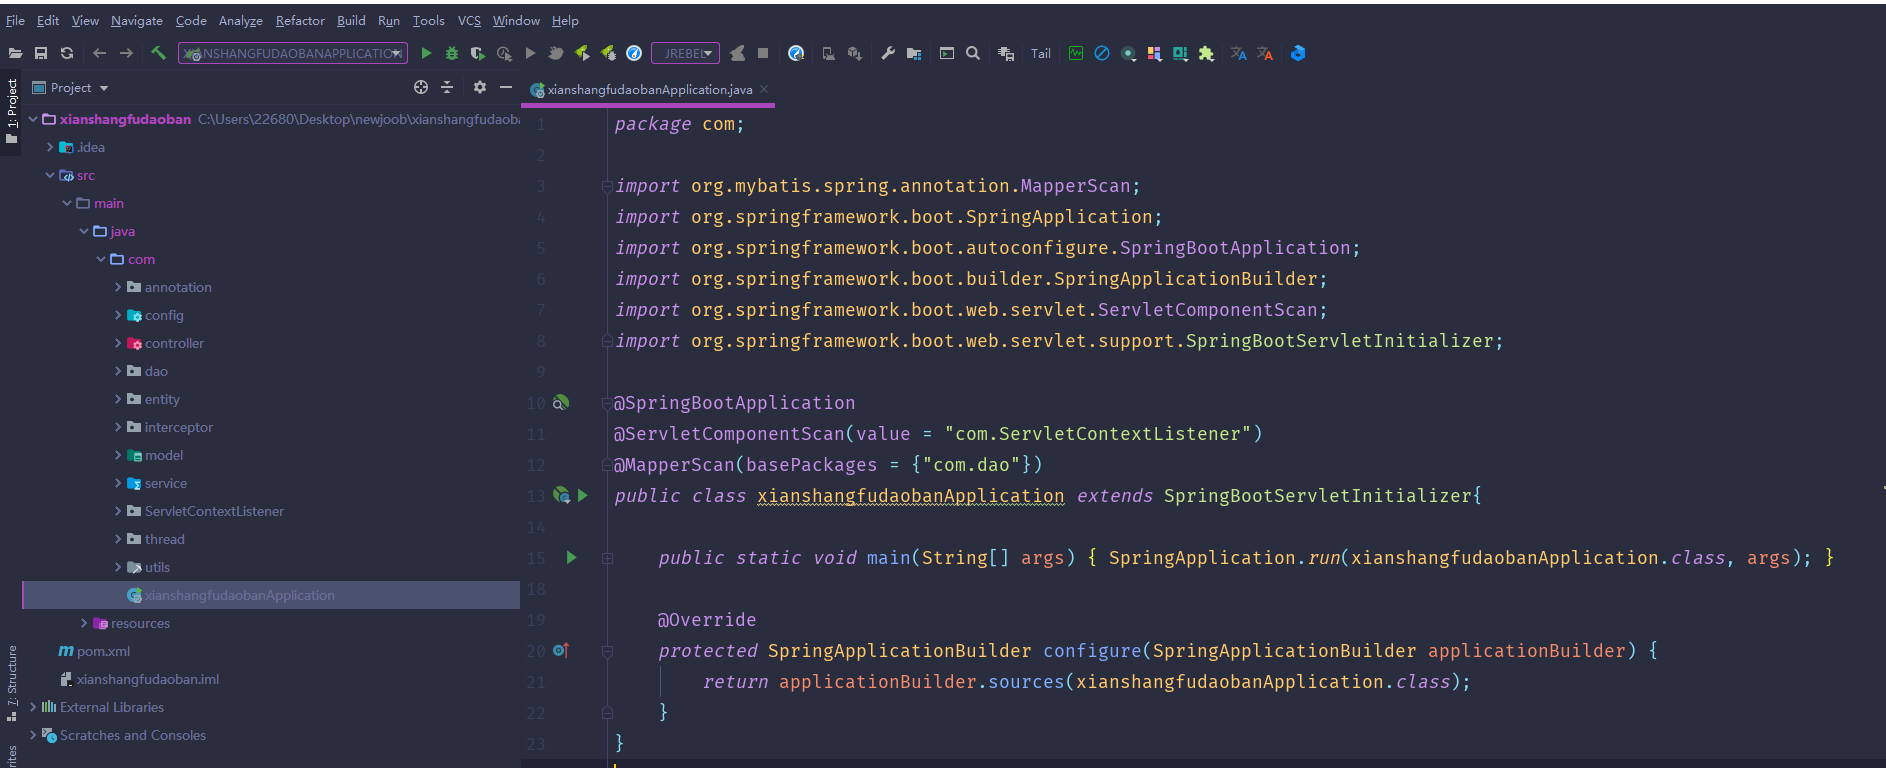 File Edit View Navigate Code Analyze Refactor Build Run Tools VCS Window Help
XIANSHANGFUDAOBANAPPLICATION JREBEL Tail
1: Project
Project
xianshangfudaoban C:\Users\22680\Desktop\newjoob\xianshangfudaoba
.idea
src
main
java
com
annotation
config
controller
dao
entity
interceptor
model
service
ServletContextListener
thread
utils
xianshangfudaobanApplication
resources
pom.xml
xianshangfudaoban.iml
External Libraries
Scratches and Consoles
7: Structure
rites
xianshangfudaobanApplication.java
1 package com;
2
3 import org.mybatis.spring.annotation.MapperScan;
4 import org.springframework.boot.SpringApplication;
5 import org.springframework.boot.autoconfigure.SpringBootApplication;
6 import org.springframework.boot.builder.SpringApplicationBuilder;
7 import org.springframework.boot.web.servlet.ServletComponentScan;
8 import org.springframework.boot.web.servlet.support.SpringBootServletInitializer;
9
10 @SpringBootApplication
11 @ServletComponentScan(value = "com.ServletContextListener")
12 @MapperScan(basePackages = {"com.dao"})
13 public class xianshangfudaobanApplication extends SpringBootServletInitializer{
14
15 public static void main(String[] args) { SpringApplication.run(xianshangfudaobanApplication.class, args); }
18
19 @Override
20 protected SpringApplicationBuilder configure(SpringApplicationBuilder applicationBuilder) {
21 return applicationBuilder.sources(xianshangfudaobanApplication.class);
22 }
23 }